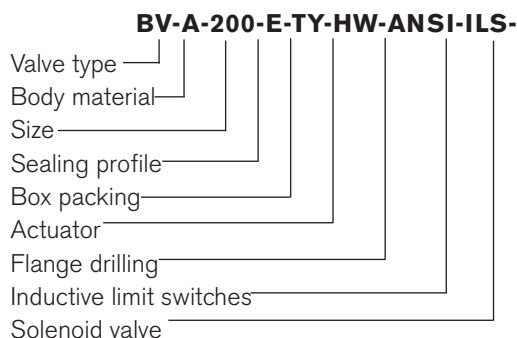 BV-A-200-E-TY-HW-ANSI-ILS-
Valve type
Body material
Size
Sealing profile
Box packing
Actuator
Flange drilling
Inductive limit switches
Solenoid valve